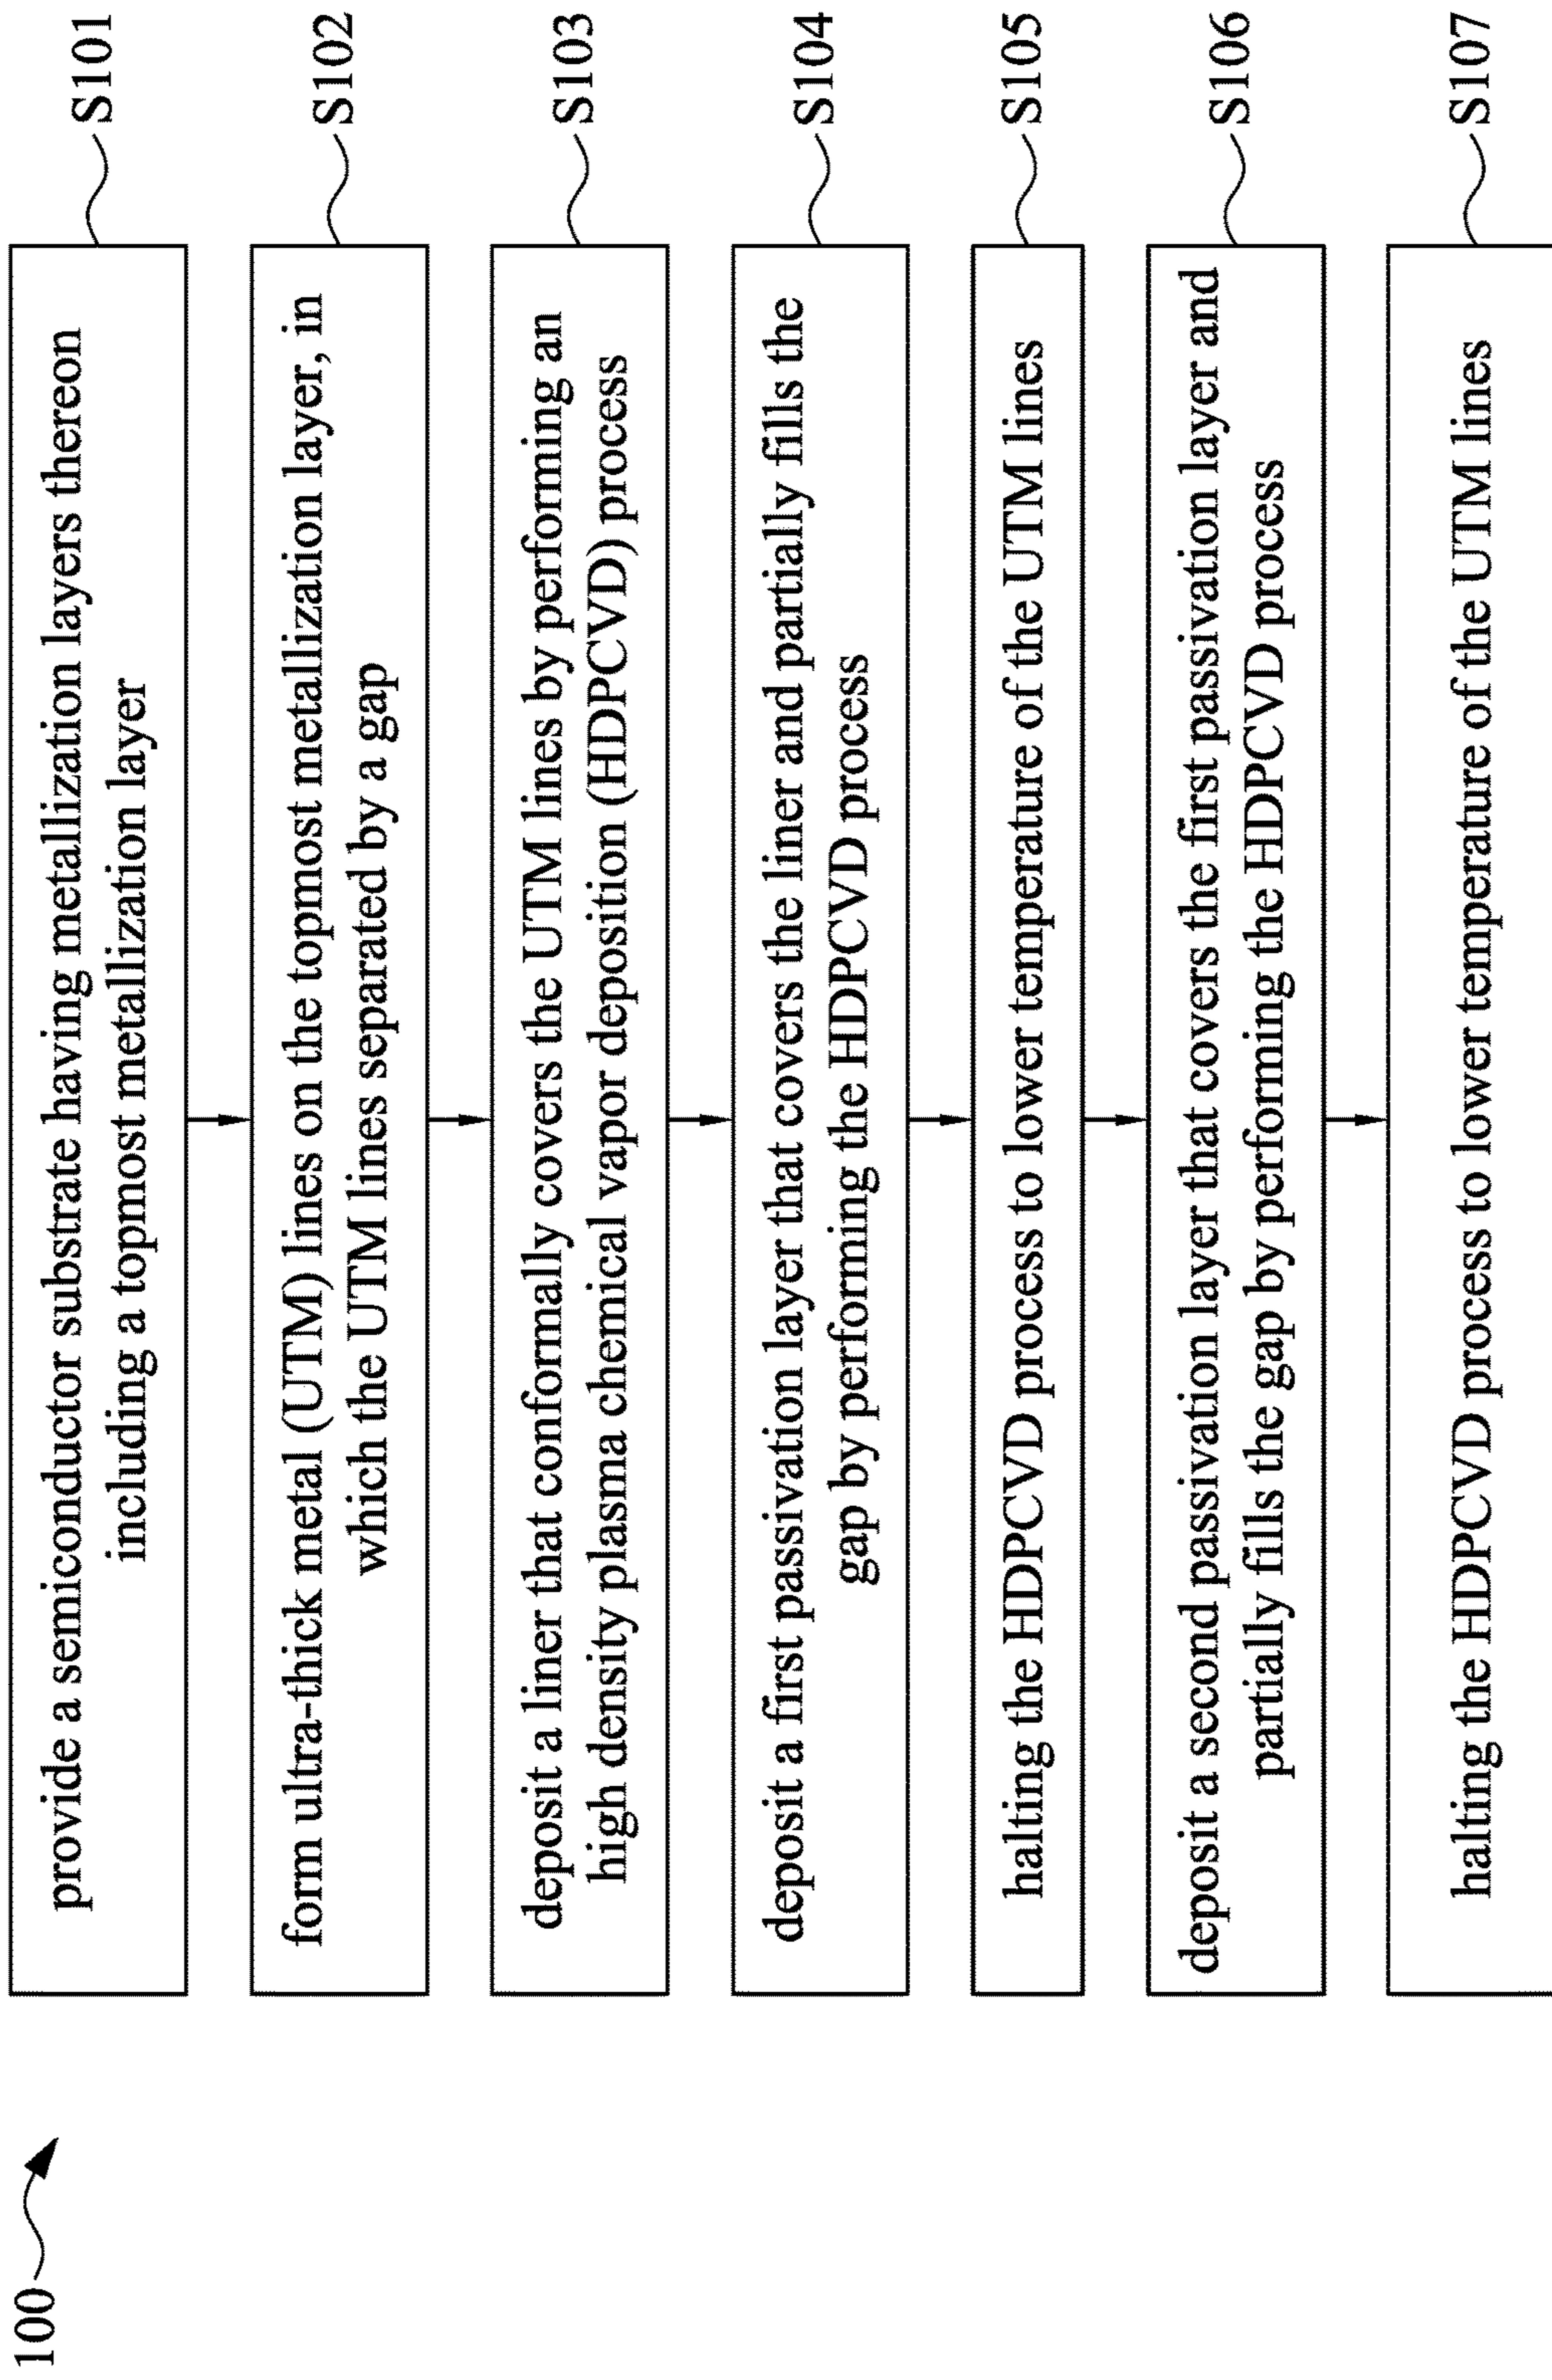 100
provide a semiconductor substrate having metallization layers thereon
including a topmost metallization layer
S101
form ultra-thick metal (UTM) lines on the topmost metallization layer, in
which the UTM lines separated by a gap
S102
deposit a liner that conformally covers the UTM lines by performing an
high density plasma chemical vapor deposition (HDPCVD) process
S103
deposit a first passivation layer that covers the liner and partially fills the
gap by performing the HDPCVD process
S104
halting the HDPCVD process to lower temperature of the UTM lines
S105
deposit a second passivation layer that covers the first passivation layer and
partially fills the gap by performing the HDPCVD process
S106
halting the HDPCVD process to lower temperature of the UTM lines
S107